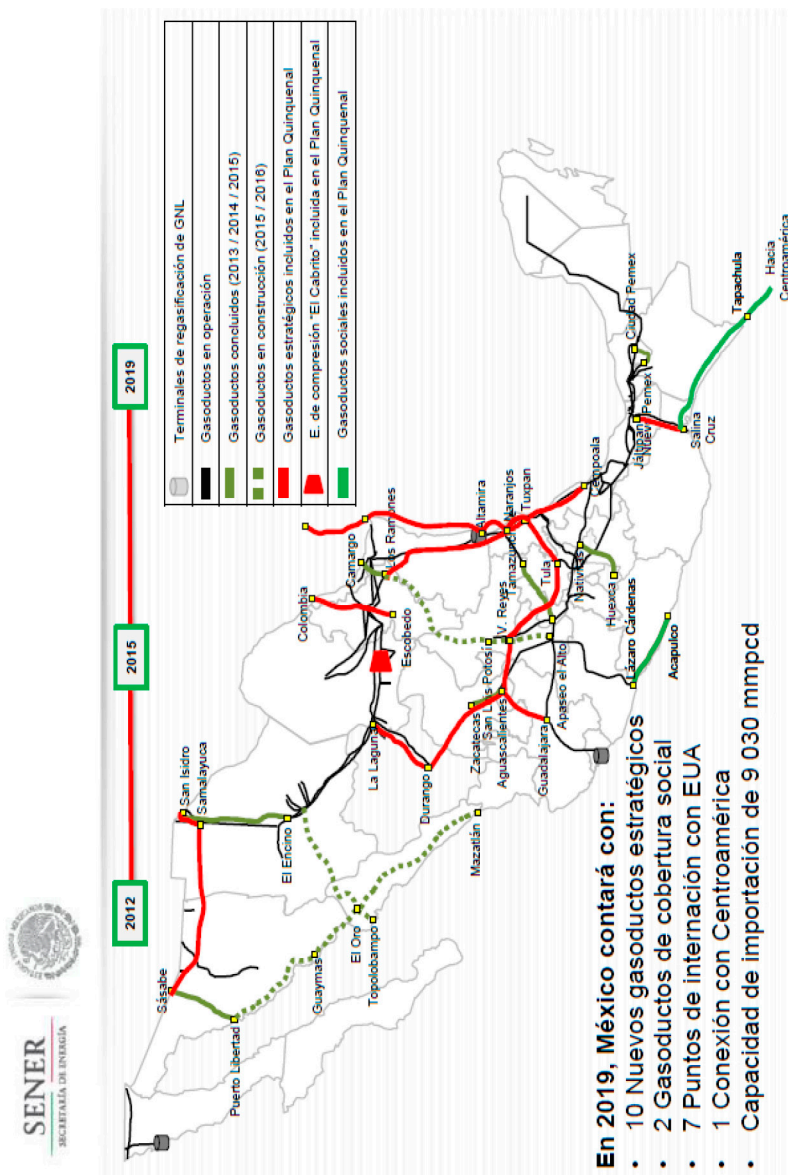 SENER
SECRETARÍA DE ENERGÍA
2012
2015
2019
Terminales de regasificación de GNL
Gasoductos en operación
Gasoductos concluidos (2013 / 2014 / 2015)
Gasoductos en construcción (2015 / 2016)
Gasoductos estratégicos incluidos en el Plan Quinquenal
E. de compresión "El Cabrito" incluida en el Plan Quinquenal
Gasoductos sociales incluidos en el Plan Quinquenal
Sásabe
San Isidro
Samalayuca
Puerto Libertad
Guaymas
El Encino
El Oro
Topolobampo
Mazatlán
La Laguna
Durango
Colombia
Escobedo
Camargo
Los Ramones
Zacatecas
San Luis Potosí
Aguascalientes
V. Reyes
Guadalajara
Apaseo el Alto
Altamira
Naranjos
Tamazunchale
Tuxpan
Tula
Cempoala
Nativitas
Huexca
Lázaro Cárdenas
Acapulco
Jáltipan
Nuevo Pemex
Ciudad Pemex
Salina
Cruz
Tapachula
Hacia
Centroamérica
En 2019, México contará con:
• 10 Nuevos gasoductos estratégicos
• 2 Gasoductos de cobertura social
• 7 Puntos de internación con EUA
• 1 Conexión con Centroamérica
• Capacidad de importación de 9 030 mmpcd